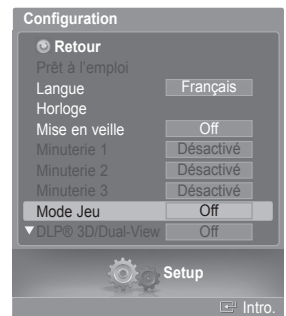 Configuration
Retour
Prêt à l'emploi
Langue Français
Horloge
Mise en veille Off
Minuterie 1 Désactivé
Minuterie 2 Désactivé
Minuterie 3 Désactivé
Mode Jeu Off
▼DLP® 3D/Dual-View Off
Setup
Intro.